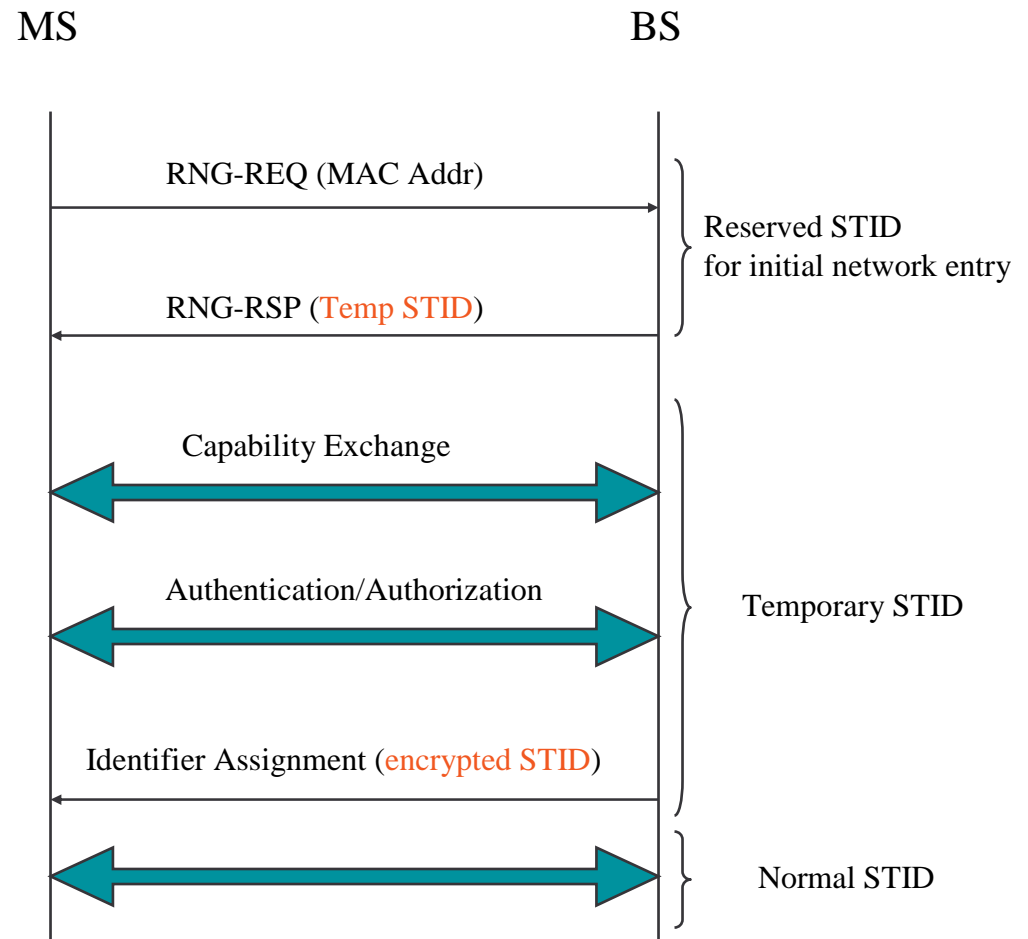 MS
BS
RNG-REQ (MAC Addr)
Reserved STID
for initial network entry
RNG-RSP (Temp STID)
Capability Exchange
Authentication/Authorization
Temporary STID
Identifier Assignment (encrypted STID)
Normal STID